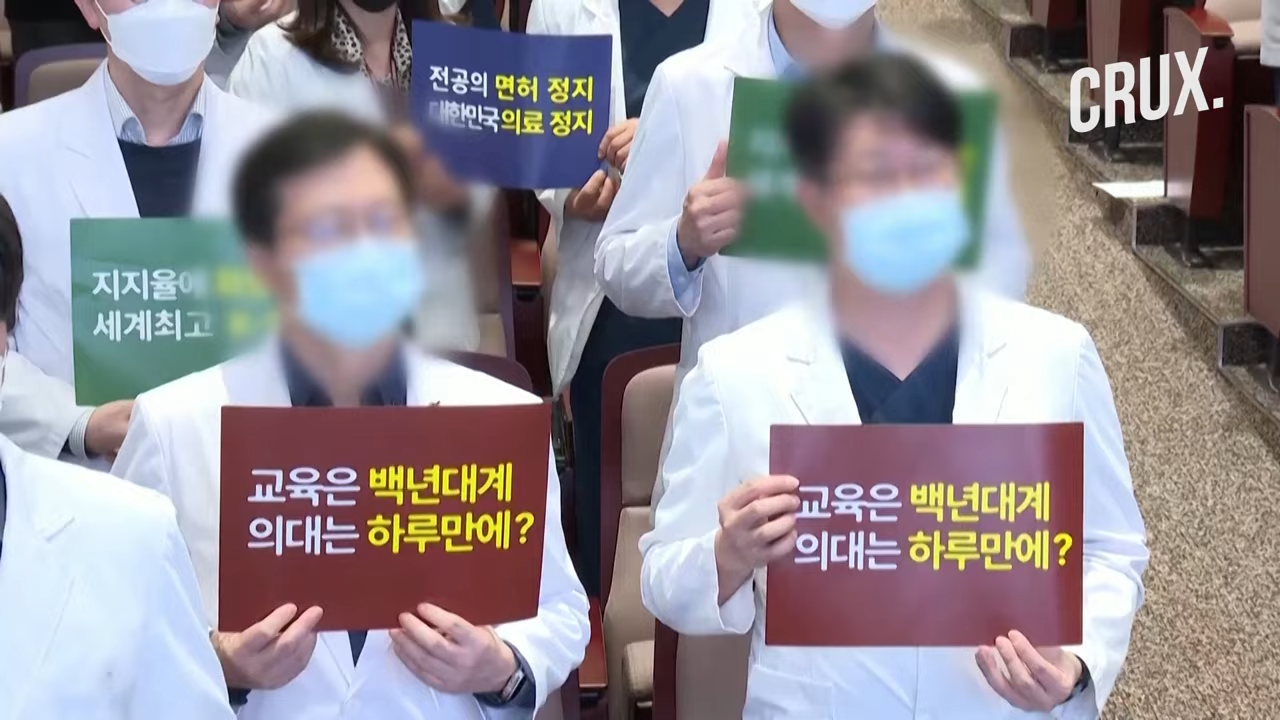 CRUX.
전공의 면허 정지
대한민국의료 정지
지지율에
세계최고
교육은 백년대계
의대는 하루만에?
교육은 백년대계
의대는 하루만에?